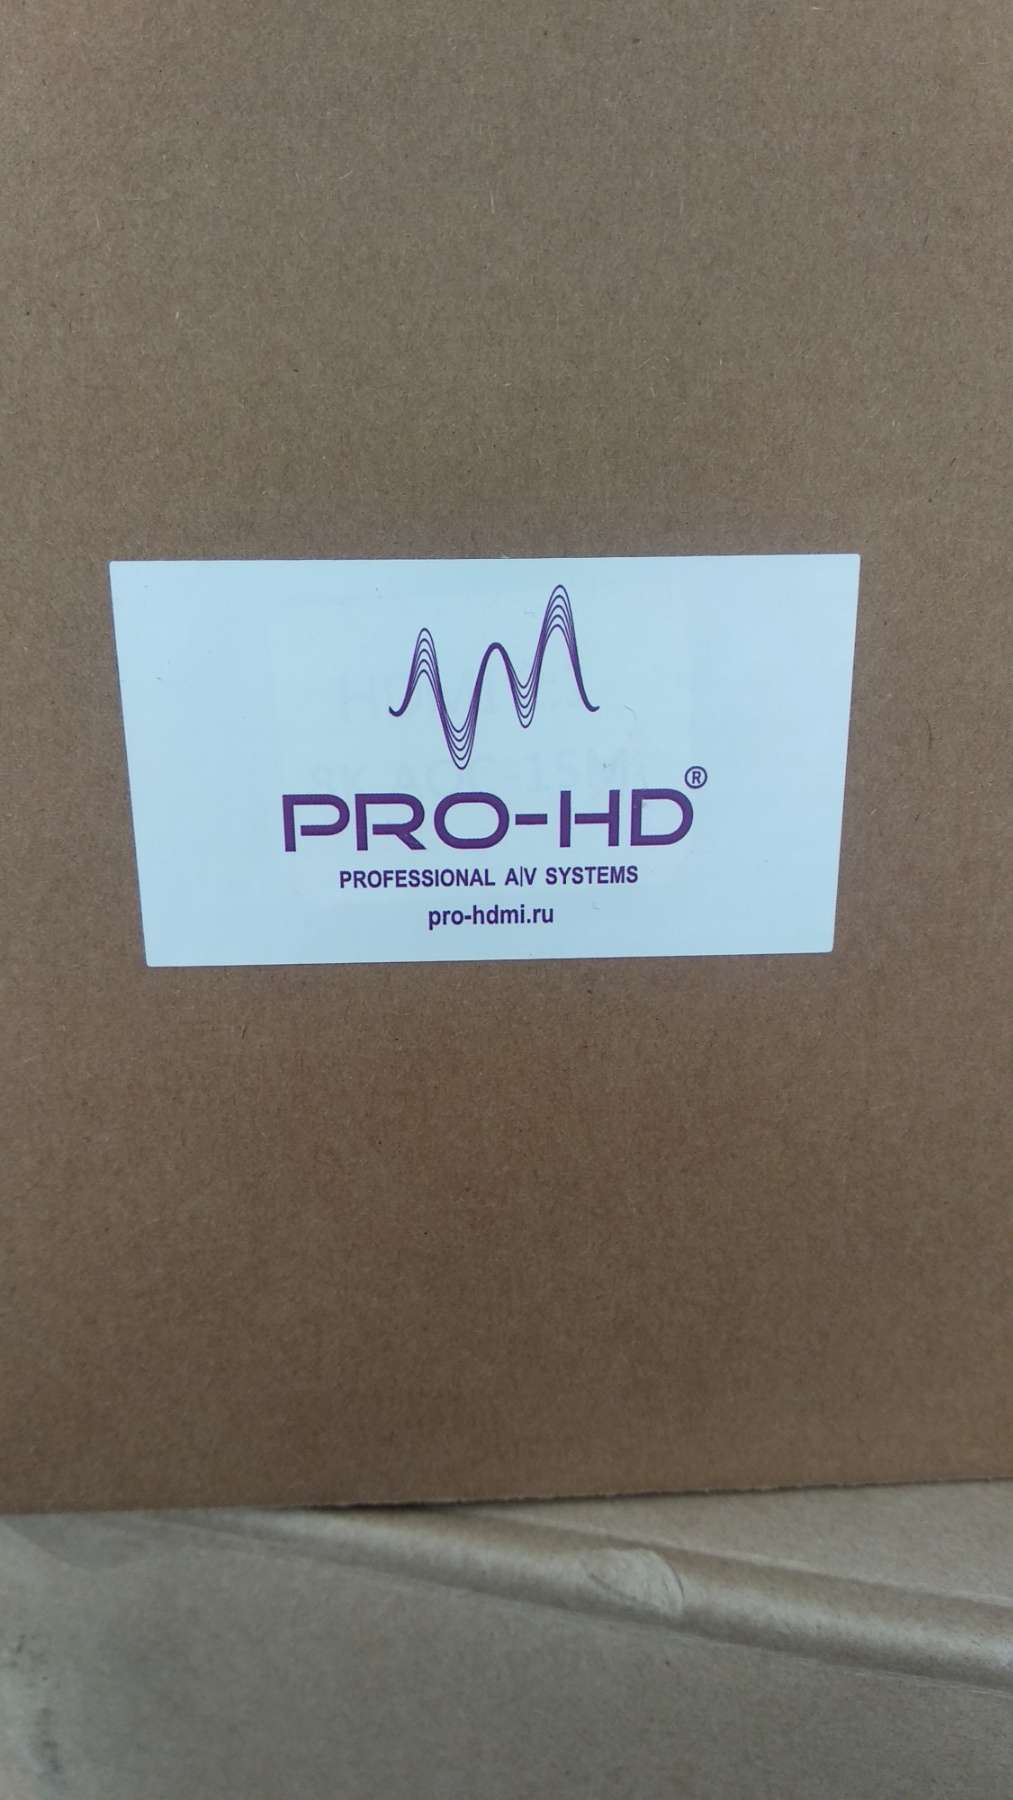 PRO-HD®
PROFESSIONAL A|V SYSTEMS
pro-hdmi.ru